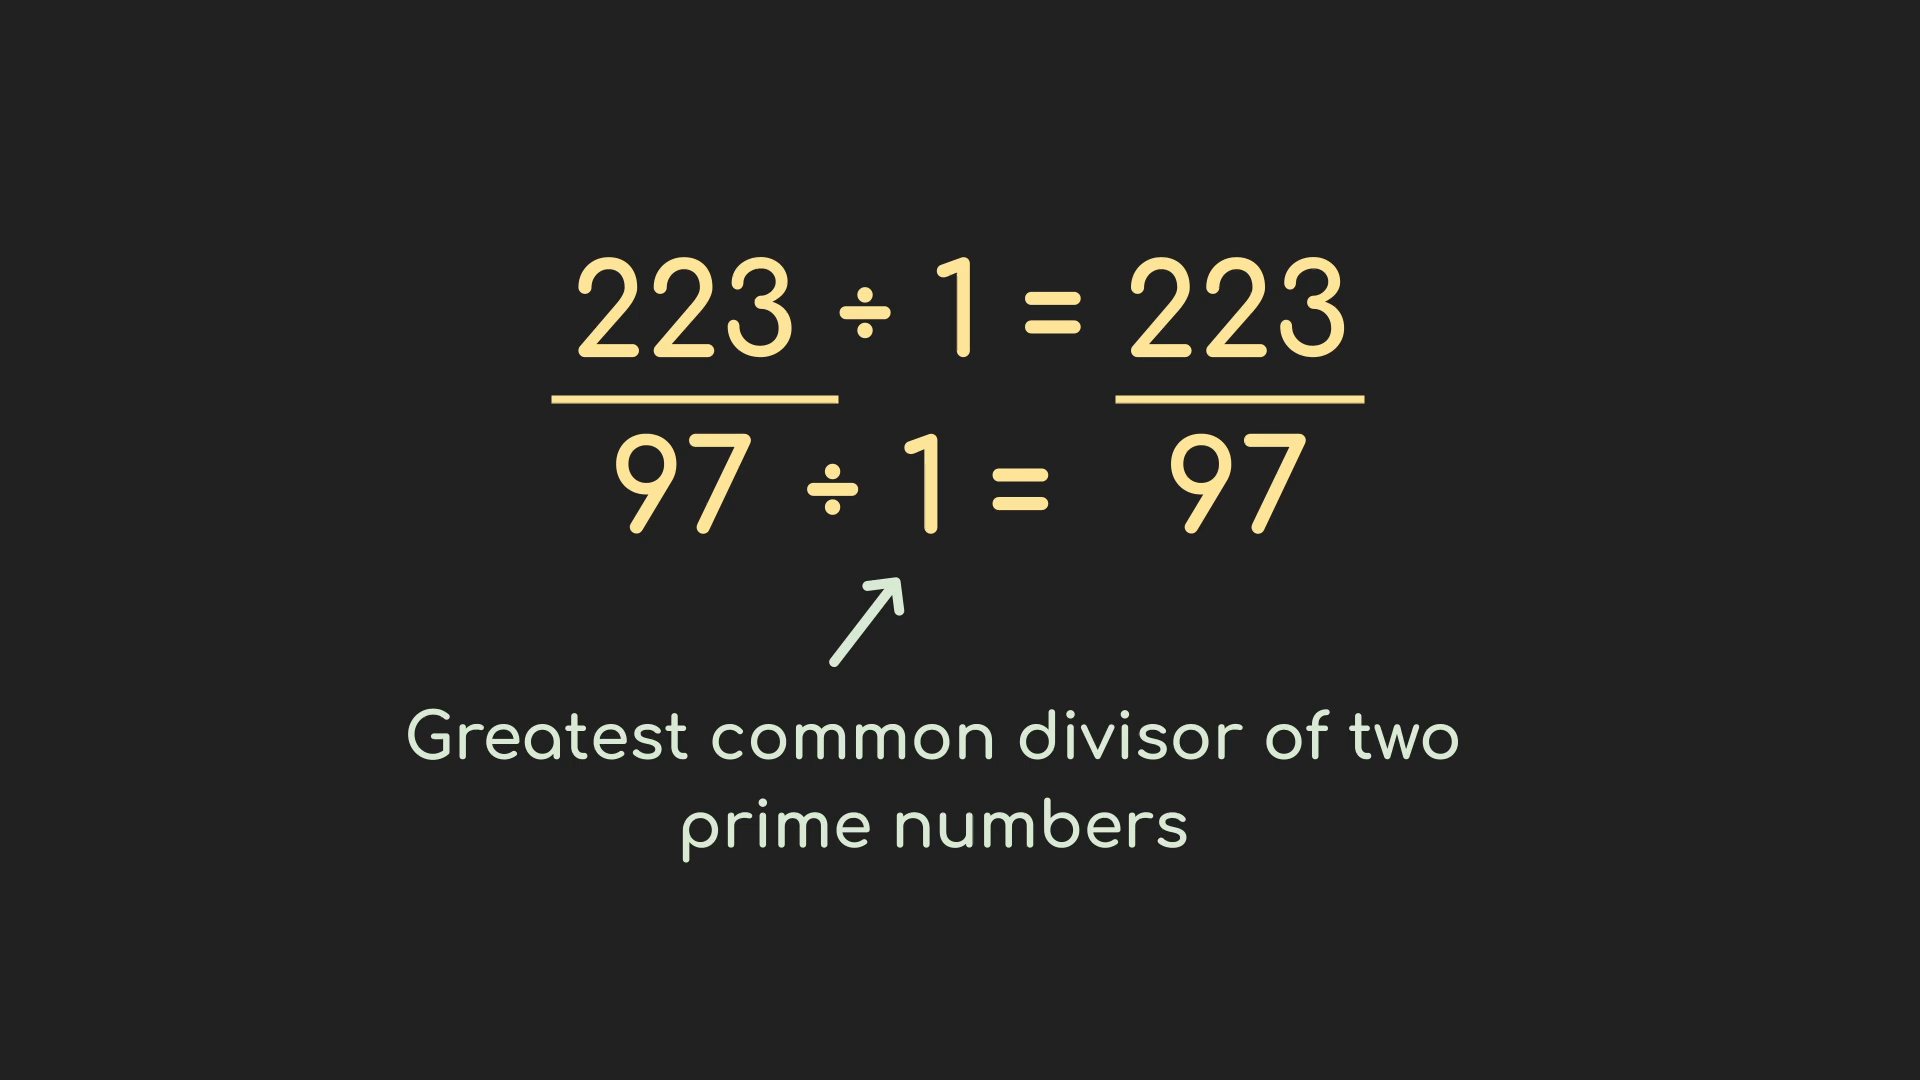 223 ÷ 1 = 223
97 ÷ 1 = 97
Greatest common divisor of two
prime numbers